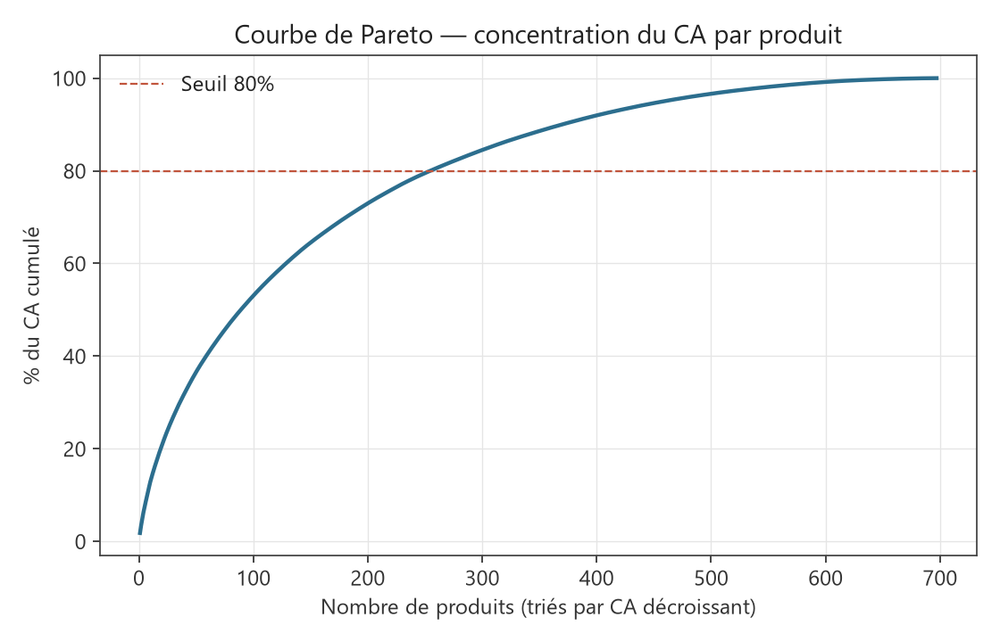 Courbe de Pareto — concentration du CA par produit
Seuil 80%
% du CA cumulé
100
80
60
40
20
0
0 100 200 300 400 500 600 700
Nombre de produits (triés par CA décroissant)